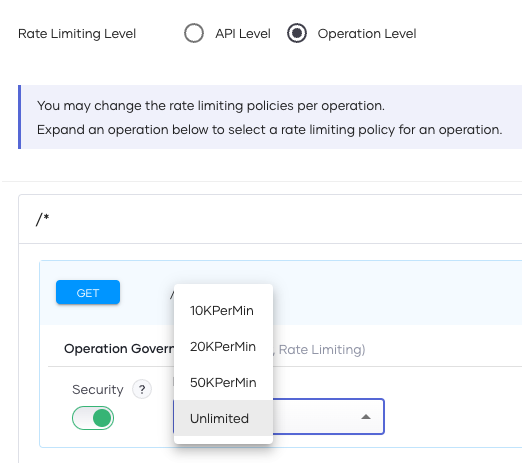 Rate Limiting Level
API Level
Operation Level
You may change the rate limiting policies per operation.
Expand an operation below to select a rate limiting policy for an operation.
/*
GET
/
10KPerMin
20KPerMin
Operation Gover
, Rate Limiting)
50KPerMin
Security ?
Unlimited